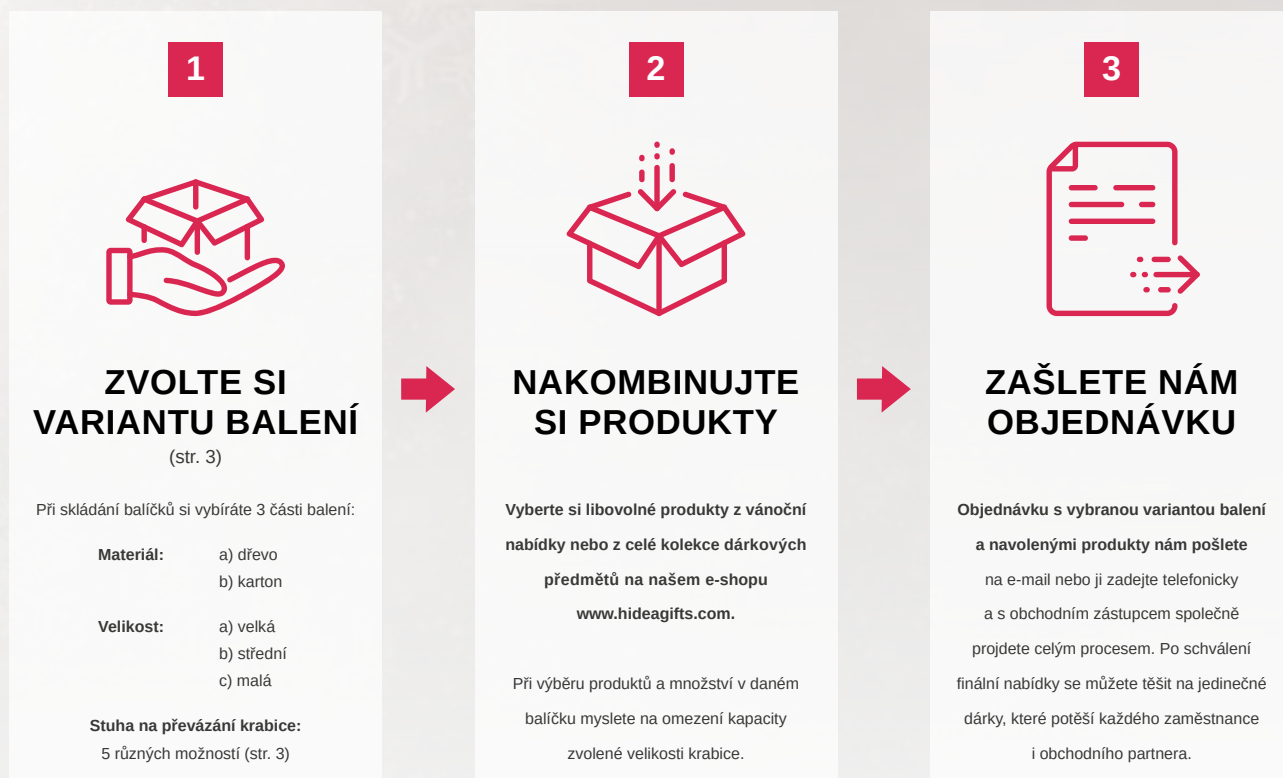 1
ZVOLTE SI
VARIANTU BALENÍ
(str. 3)
Při skládání balíčků si vybíráte 3 části balení:
Materiál: a) dřevo
b) karton
Velikost: a) velká
b) střední
c) malá
Stuha na převázání krabice:
5 různých možností (str. 3)
2
NAKOMBINUJTE
SI PRODUKTY
Vyberte si libovolné produkty z vánoční
nabídky nebo z celé kolekce dárkových
předmětů na našem e-shopu
www.hideagifts.com.
Při výběru produktů a množství v daném
balíčku myslete na omezení kapacity
zvolené velikosti krabice.
3
ZAŠLETE NÁM
OBJEDNÁVKU
Objednávku s vybranou variantou balení
a navolenými produkty nám pošlete
na e-mail nebo ji zadejte telefonicky
a s obchodním zástupcem společně
projdete celým procesem. Po schválení
finální nabídky se můžete těšit na jedinečné
dárky, které potěší každého zaměstnance
i obchodního partnera.